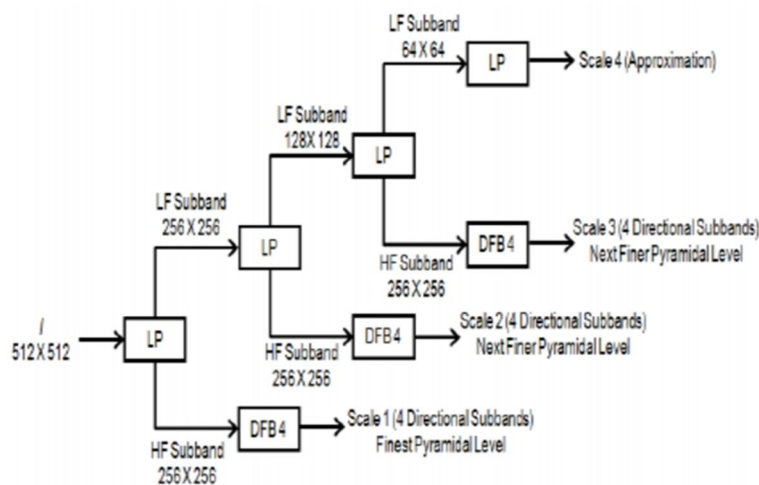 LF Subband
64 X 64
LP
Scale 4 (Approximation)
LF Subband
128X 128
LP
LF Subband
256 X 256
LP
DFB 4
Scale 3 (4 Directional Subbands)
Next Finer Pyramidal Level
HF Subband
256 X 256
I
512 X 512
LP
DFB 4
Scale 2 (4 Directional Subbands)
Next Finer Pyramidal Level
HF Subband
256 X 256
DFB 4
Scale 1 (4 Directional Subbands)
Finest Pyramidal Level
HF Subband
256 X 256